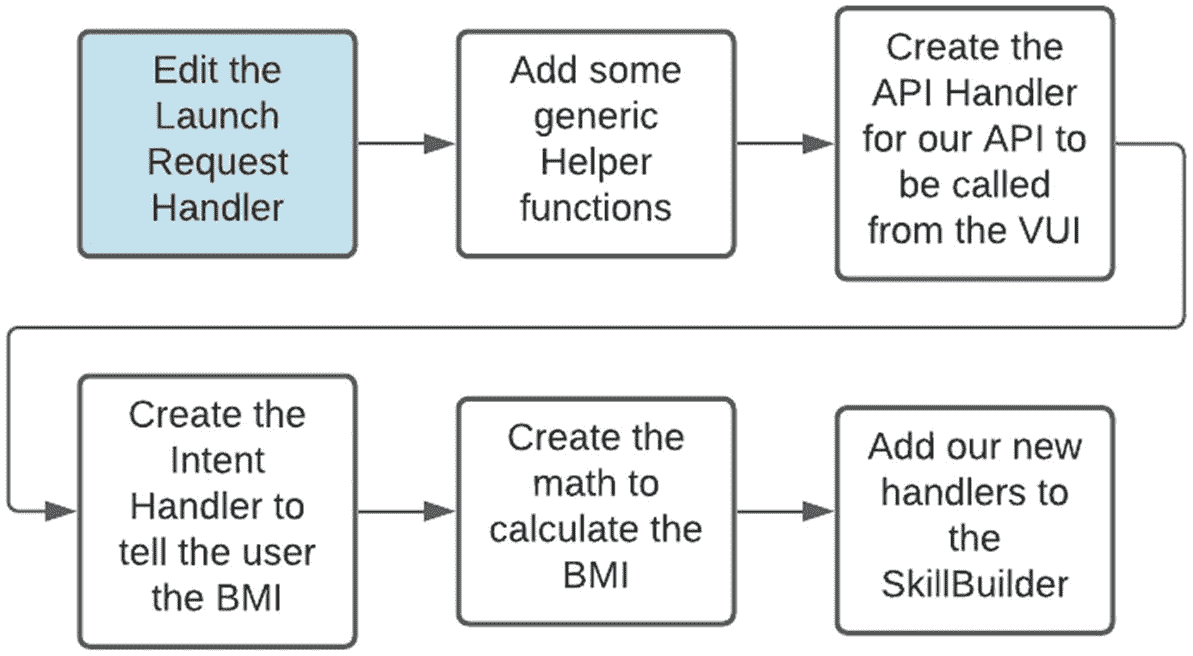 Edit the
Launch
Request
Handler
Add some
generic
Helper
functions
Create the
API Handler
for our API to
be called
from the VUI
Create the
Intent
Handler to
tell the user
the BMI
Create the
math to
calculate the
BMI
Add our new
handlers to
the
SkillBuilder